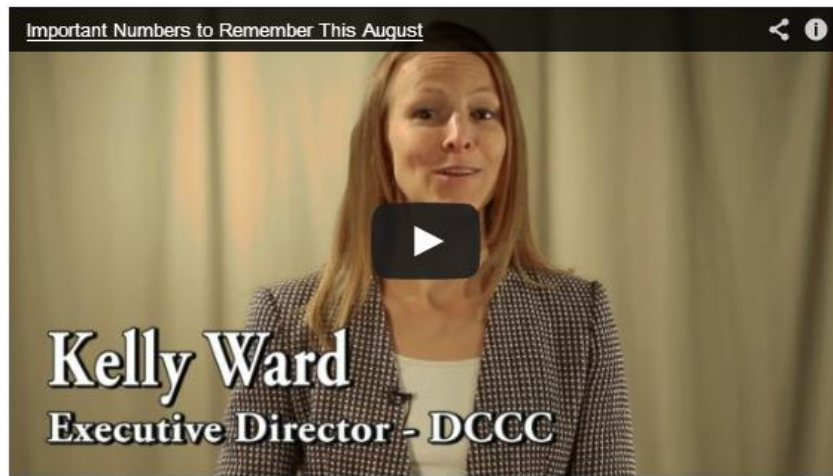 Important Numbers to Remember This August
Kelly Ward
Executive Director - DCCC